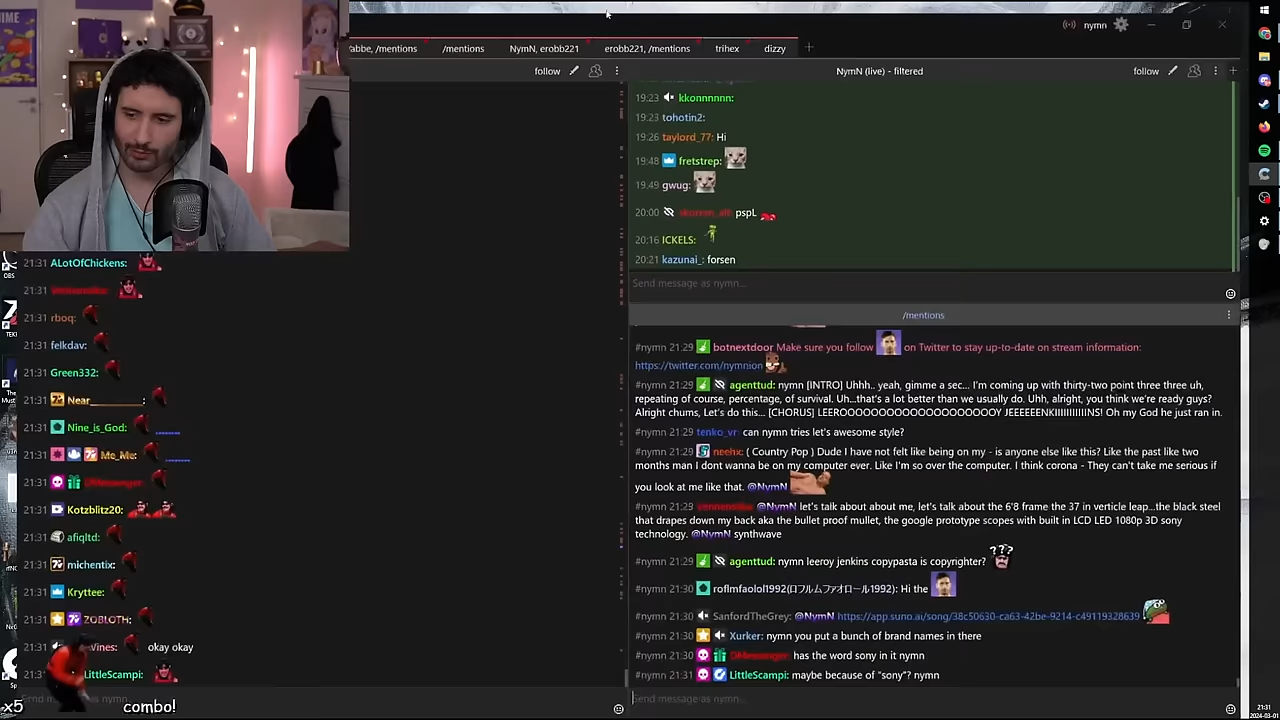 nymn
abbe, /mentions
/mentions
NymN, erobb221
erobb221, /mentions
trihex
dizzy
follow
NymN (live) - filtered
follow
19:23 kkonnnnnn:
19:23 tohotin2:
19:26 taylord_77: Hi
19:48 fretstrep:
19:49 gwug:
20:00 pspL
20:16 ICKELS:
20:21 kazunai_: forsen
Send message as nymn...
/mentions
#nymn 21:29 botnextdoor Make sure you follow on Twitter to stay up-to-date on stream information:
https://twitter.com/nymnion
#nymn 21:29 agenttud: nymn [INTRO] Uhhh.. yeah, gimme a sec... I'm coming up with thirty-two point three three uh,
repeating of course, percentage, of survival. Uh...that's a lot better than we usually do. Uhh, alright, you think we're ready guys?
Alright chums, Let's do this... [CHORUS] LEEROOOOOOOOOOOOOOOOOOOOY JEEEEEENKIIIIIIIIIINS! Oh my God he just ran in.
#nymn 21:29 tenko_vr: can nymn tries let's awesome style?
#nymn 21:29 neehx: ( Country Pop ) Dude I have not felt like being on my - is anyone else like this? Like the past like two
months man I dont wanna be on my computer ever. Like I'm so over the computer. I think corona - They can't take me serious if
you look at me like that. @NymN
#nymn 21:29 @NymN let's talk about about me, let's talk about the 6'8 frame the 37 in verticle leap...the black steel
that drapes down my back aka the bullet proof mullet, the google prototype scopes with built in LCD LED 1080p 3D sony
technology. @NymN synthwave
#nymn 21:29 agenttud: nymn leeroy jenkins copypasta is copyrighter?
#nymn 21:30 roflmfaolol1992(ロフルムファオロール1992): Hi the
#nymn 21:30 SanfordTheGrey: @NymN https://app.suno.ai/song/38c50630-ca63-42be-9214-c49119328639
#nymn 21:30 Xurker: nymn you put a bunch of brand names in there
#nymn 21:30 DMessenger: has the word sony in it nymn
#nymn 21:31 LittleScampi: maybe because of "sony"? nymn
Send message as nymn...
21:31 ALotOfChickens:
21:31
21:31 rboq:
21:31 felkdav:
21:31 Green332:
21:31 Near________:
21:31 Nine_is_God:
21:31 Me_Me:
21:31 DMessenger:
21:31 Kotzblitz20:
21:31 afiqltd:
21:31 michentix:
21:31 Kryttee:
21:31 ZOBLOTH:
21:31 okay okay
LittleScampi:
x5 combo!
21:31
2024-03-01